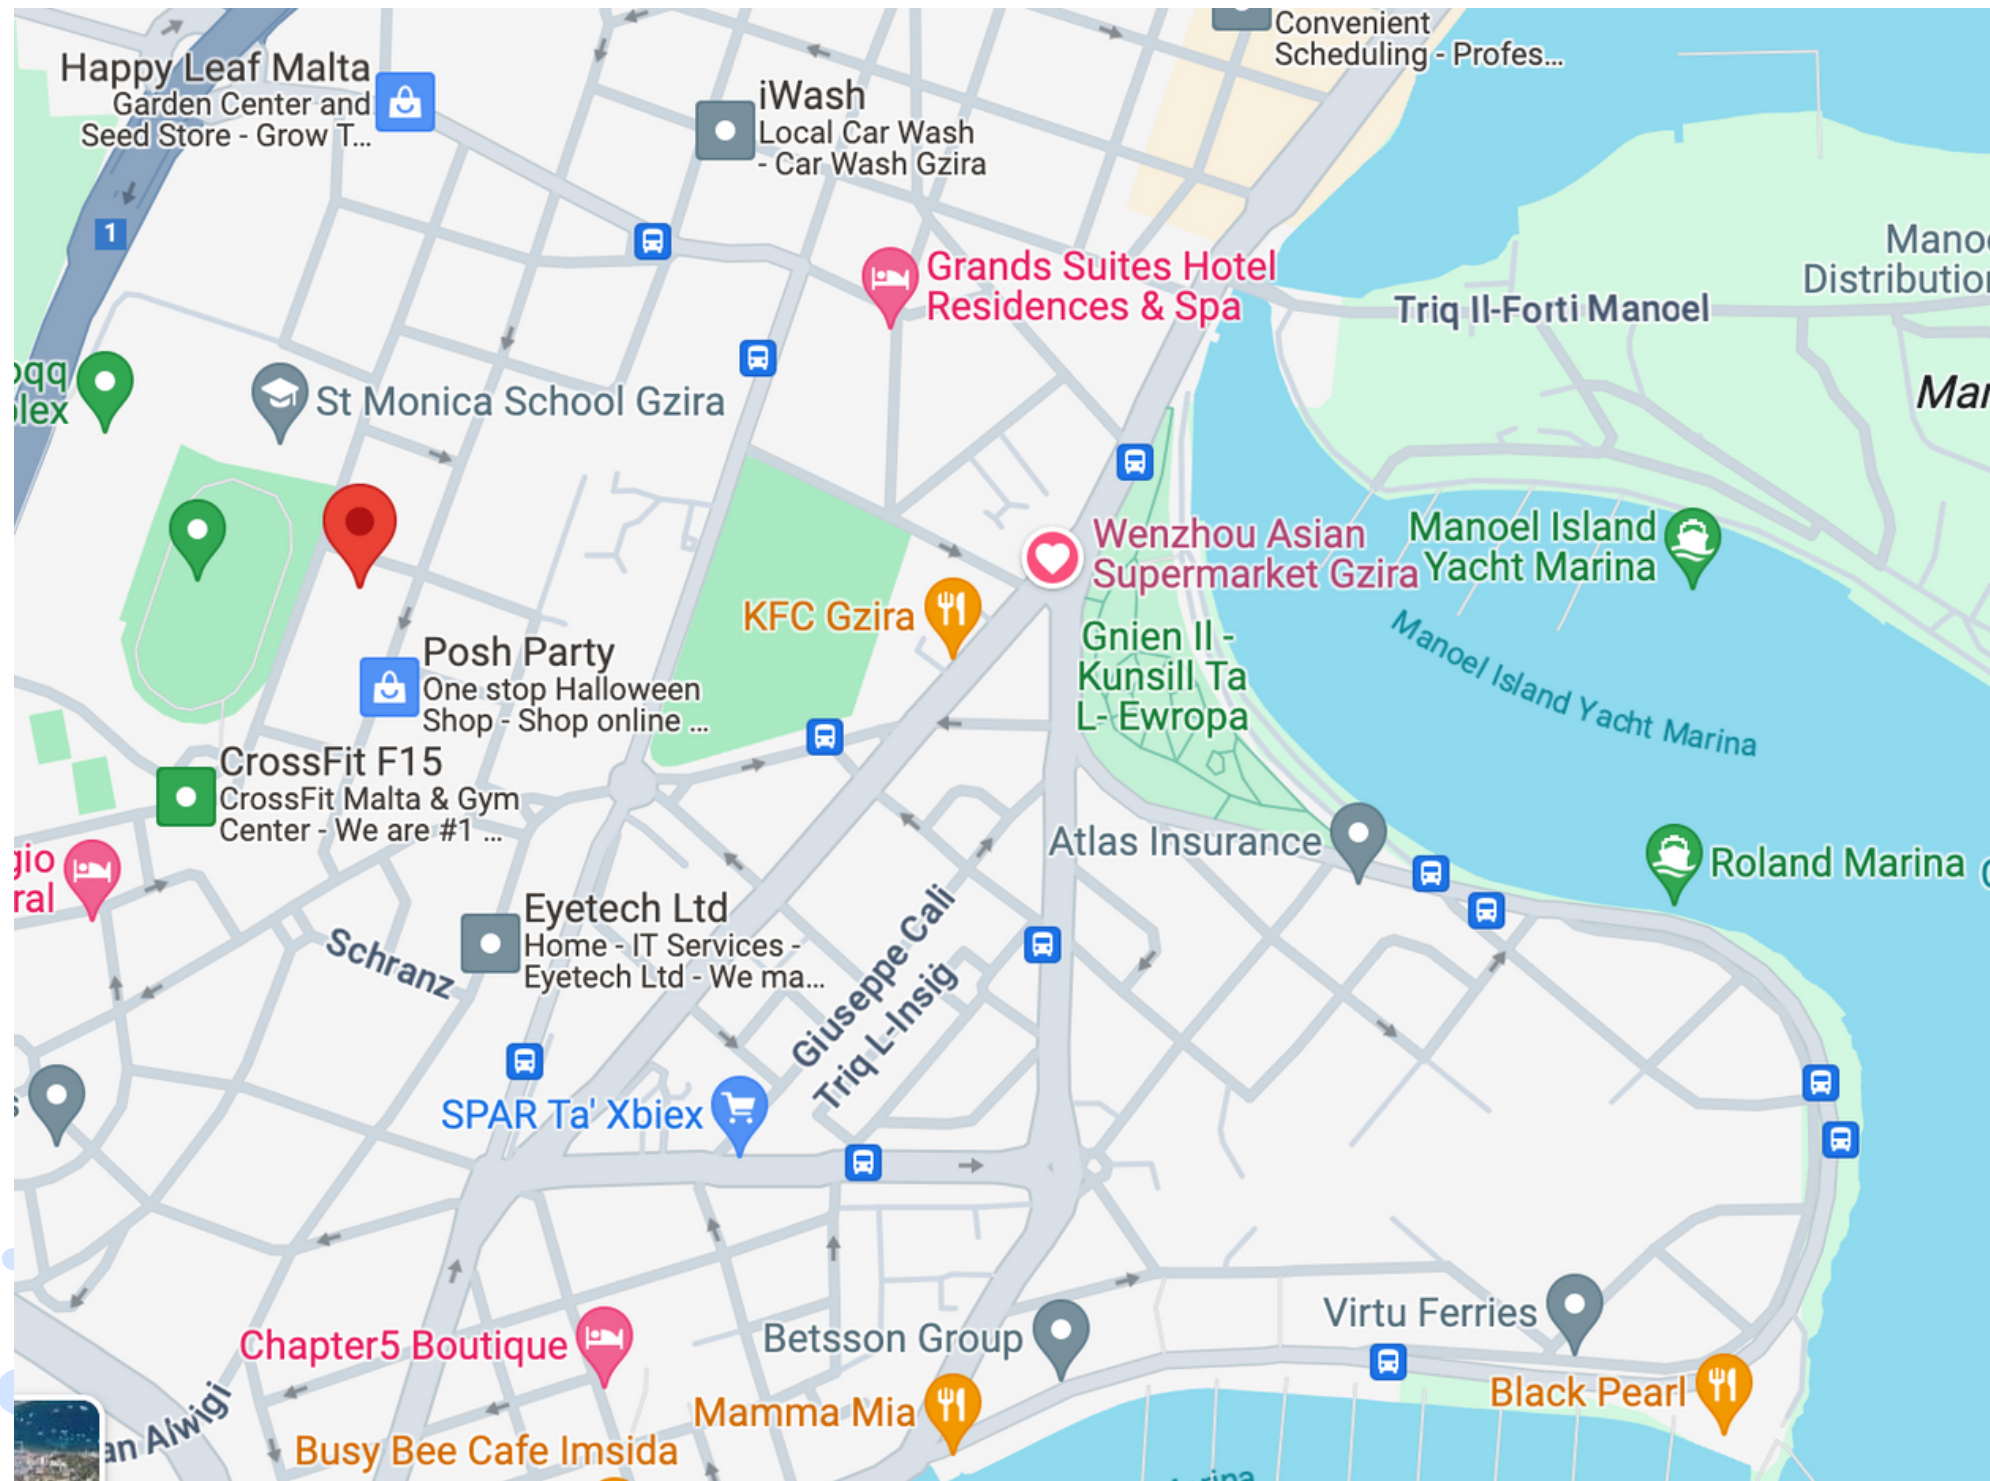 Convenient
Scheduling - Profes...
Happy Leaf Malta
Garden Center and
Seed Store - Grow T...
iWash
Local Car Wash
- Car Wash Gzira
1
Grands Suites Hotel
Residences & Spa
Triq Il-Forti Manoel
Distribution
St Monica School Gzira
Wenzhou Asian
Supermarket Gzira
Manoel Island
Yacht Marina
KFC Gzira
Gnien Il -
Kunsill Ta
L- Ewropa
Manoel Island Yacht Marina
Posh Party
One stop Halloween
Shop - Shop online ...
CrossFit F15
CrossFit Malta & Gym
Center - We are #1 ...
Atlas Insurance
Roland Marina
Schranz
Eyetech Ltd
Home - IT Services -
Eyetech Ltd - We ma...
Giuseppe Cali
Triq L-Insiġ
SPAR Ta' Xbiex
Virtu Ferries
Betsson Group
Chapter5 Boutique
Mamma Mia
Black Pearl
an Alwigi
Busy Bee Cafe Imsida